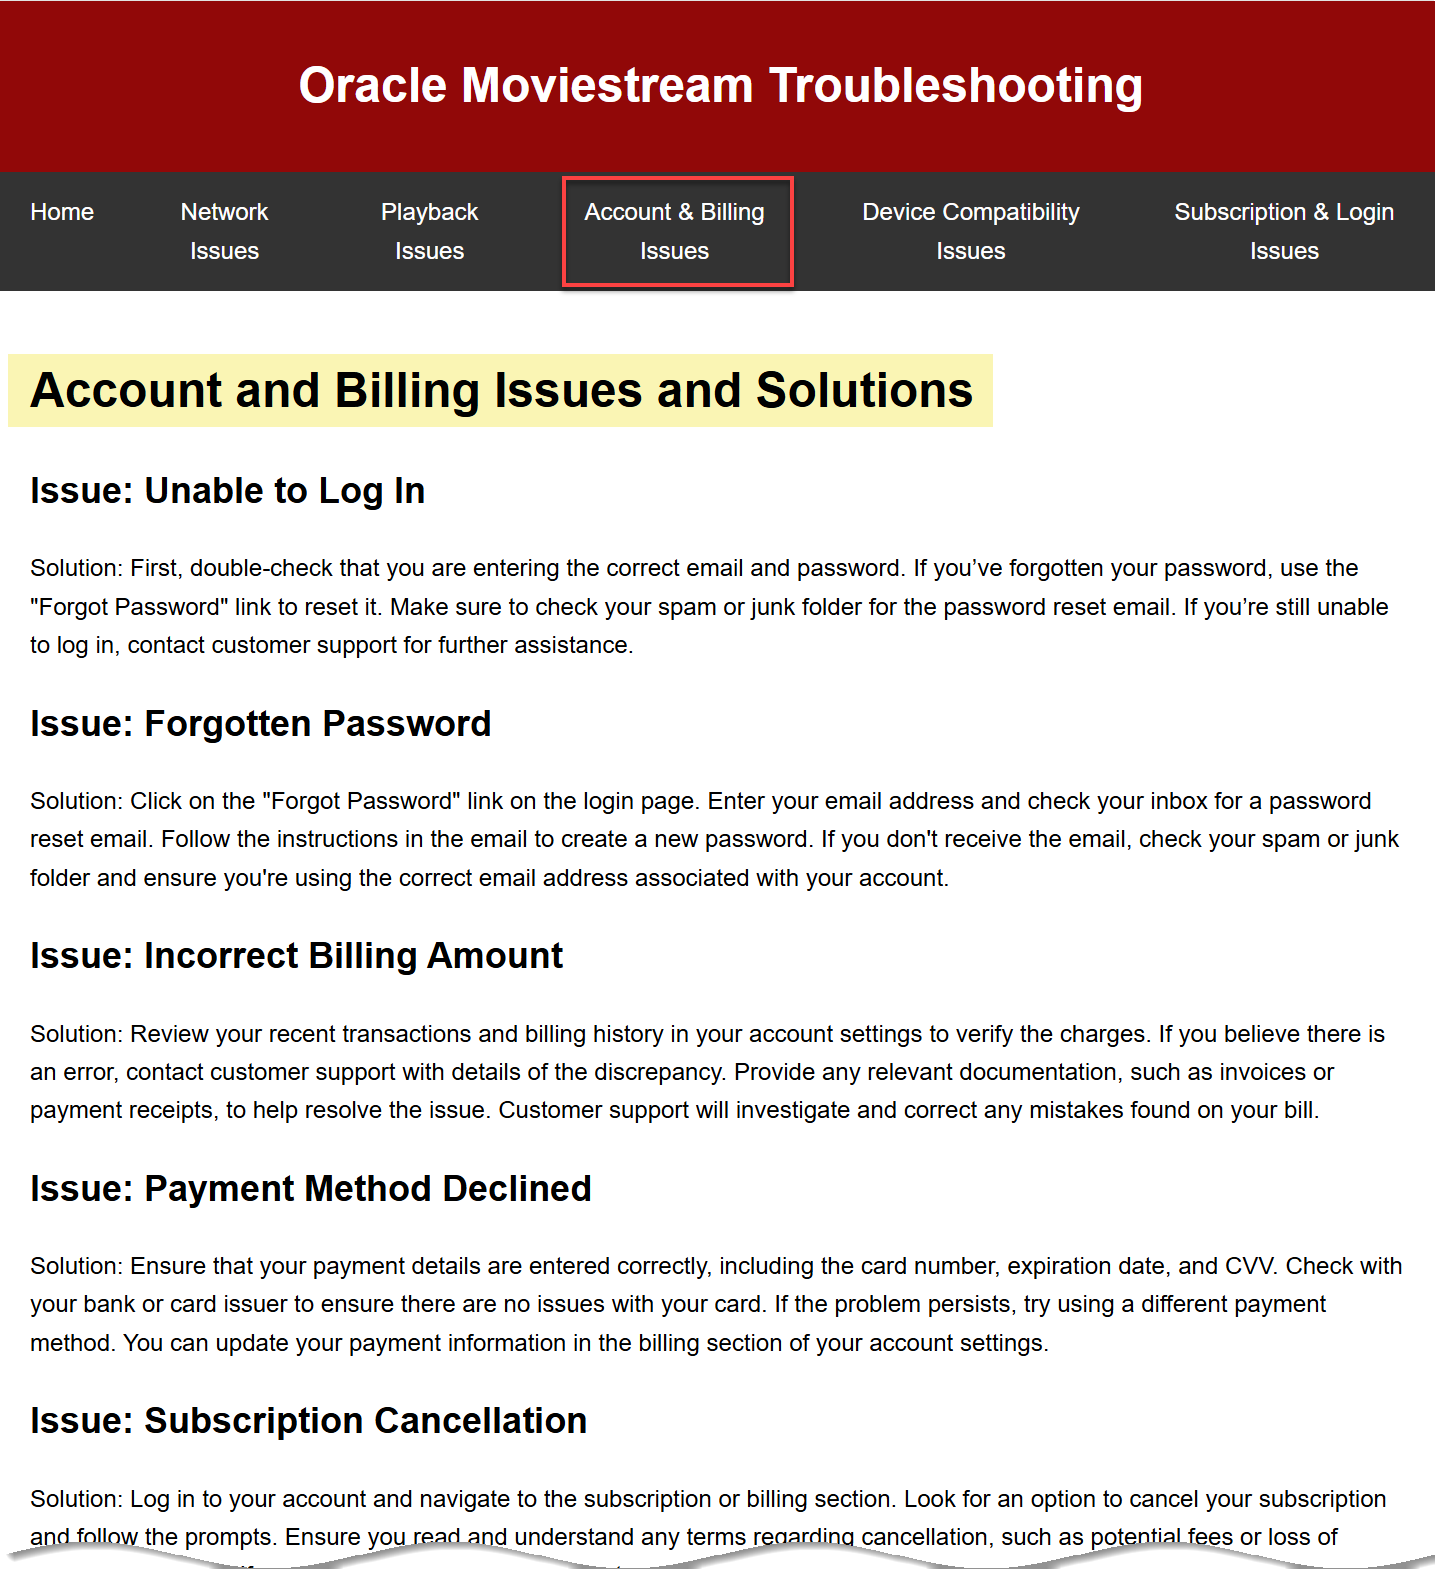 Oracle Moviestream Troubleshooting
Home
Network
Issues
Playback
Issues
Account & Billing
Issues
Device Compatibility
Issues
Subscription & Login
Issues
Account and Billing Issues and Solutions
Issue: Unable to Log In
Solution: First, double-check that you are entering the correct email and password. If you’ve forgotten your password, use the
"Forgot Password" link to reset it. Make sure to check your spam or junk folder for the password reset email. If you’re still unable
to log in, contact customer support for further assistance.
Issue: Forgotten Password
Solution: Click on the "Forgot Password" link on the login page. Enter your email address and check your inbox for a password
reset email. Follow the instructions in the email to create a new password. If you don't receive the email, check your spam or junk
folder and ensure you're using the correct email address associated with your account.
Issue: Incorrect Billing Amount
Solution: Review your recent transactions and billing history in your account settings to verify the charges. If you believe there is
an error, contact customer support with details of the discrepancy. Provide any relevant documentation, such as invoices or
payment receipts, to help resolve the issue. Customer support will investigate and correct any mistakes found on your bill.
Issue: Payment Method Declined
Solution: Ensure that your payment details are entered correctly, including the card number, expiration date, and CVV. Check with
your bank or card issuer to ensure there are no issues with your card. If the problem persists, try using a different payment
method. You can update your payment information in the billing section of your account settings.
Issue: Subscription Cancellation
Solution: Log in to your account and navigate to the subscription or billing section. Look for an option to cancel your subscription
and follow the prompts. Ensure you read and understand any terms regarding cancellation, such as potential fees or loss of